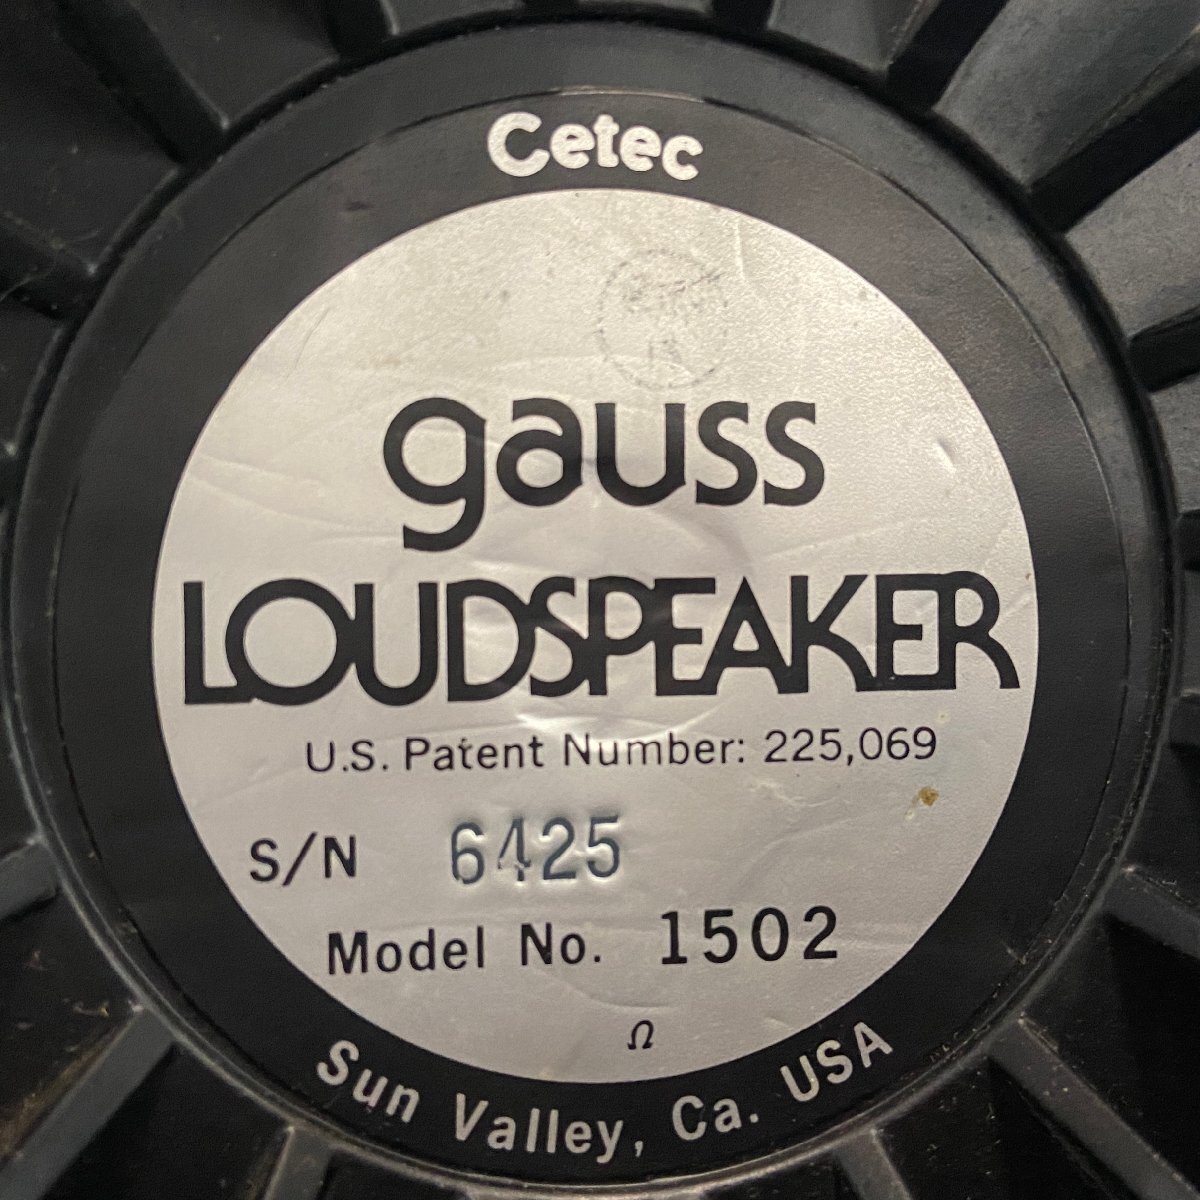 Cetec
gauss
LOUDSPEAKER
U.S. Patent Number: 225,069
S/N 6425
Model No. 1502
Ω
Sun Valley, Ca. USA